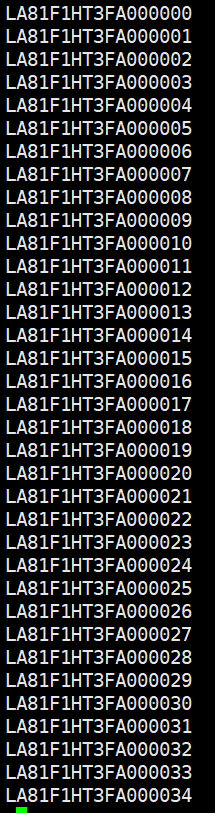 LA81F1HT3FA000000
LA81F1HT3FA000001
LA81F1HT3FA000002
LA81F1HT3FA000003
LA81F1HT3FA000004
LA81F1HT3FA000005
LA81F1HT3FA000006
LA81F1HT3FA000007
LA81F1HT3FA000008
LA81F1HT3FA000009
LA81F1HT3FA000010
LA81F1HT3FA000011
LA81F1HT3FA000012
LA81F1HT3FA000013
LA81F1HT3FA000014
LA81F1HT3FA000015
LA81F1HT3FA000016
LA81F1HT3FA000017
LA81F1HT3FA000018
LA81F1HT3FA000019
LA81F1HT3FA000020
LA81F1HT3FA000021
LA81F1HT3FA000022
LA81F1HT3FA000023
LA81F1HT3FA000024
LA81F1HT3FA000025
LA81F1HT3FA000026
LA81F1HT3FA000027
LA81F1HT3FA000028
LA81F1HT3FA000029
LA81F1HT3FA000030
LA81F1HT3FA000031
LA81F1HT3FA000032
LA81F1HT3FA000033
LA81F1HT3FA000034